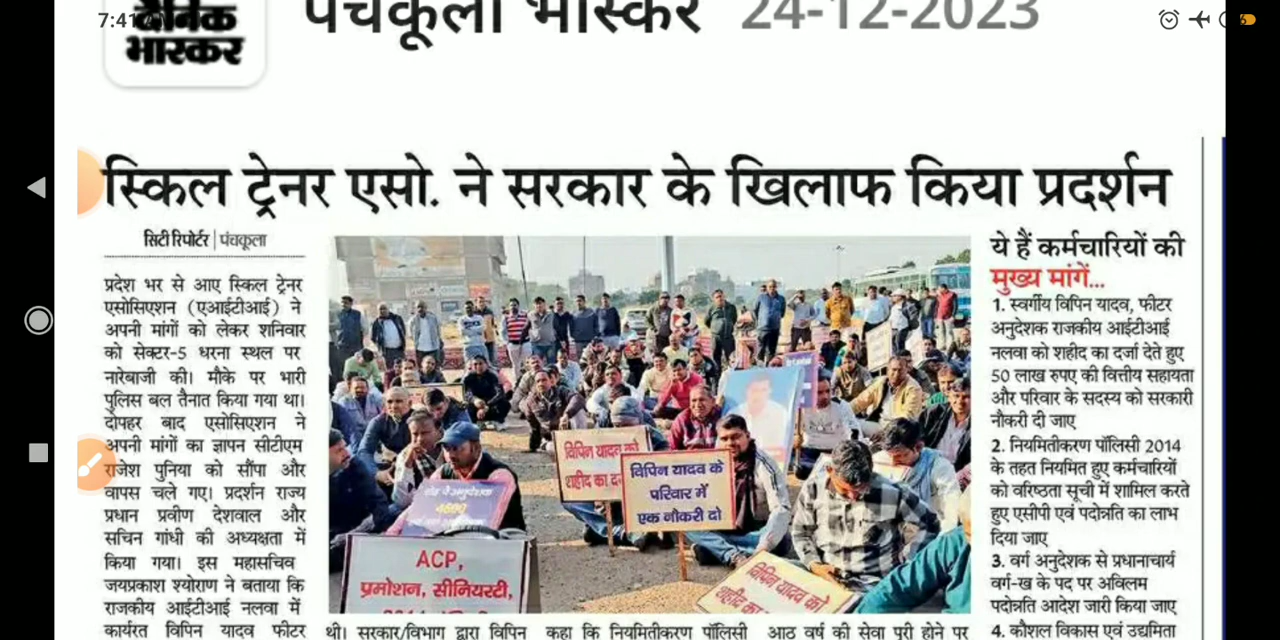 7:41
दैनिक
भास्कर
पंचकूला भास्कर 24-12-2023
स्किल ट्रेनर एसो. ने सरकार के खिलाफ किया प्रदर्शन
सिटी रिपोर्टर | पंचकूला
प्रदेश भर से आए स्किल ट्रेनर
एसोसिएशन (एआईटीआई) ने
अपनी मांगों को लेकर शनिवार
को सेक्टर-5 धरना स्थल पर
नारेबाजी की। मौके पर भारी
पुलिस बल तैनात किया गया था।
दोपहर बाद एसोसिएशन ने
अपनी मांगों का ज्ञापन सीटीएम
राजेश पुनिया को सौंपा और
वापस चले गए। प्रदर्शन राज्य
प्रधान प्रवीण देशवाल और
सचिन गांधी की अध्यक्षता में
किया गया। इस महासचिव
जयप्रकाश श्योराण ने बताया कि
राजकीय आईटीआई नलवा में
कार्यरत विपिन यादव फीटर
विपिन यादव को
शहीद का
विपिन यादव के
परिवार में
एक नौकरी दो
4600
ACP,
प्रमोशन, सीनियरटी,
विपिन यादव को
शहीद का
थी। सरकार/विभाग द्वारा विपिन
कहा कि नियमितीकरण पॉलिसी
आठ वर्ष की सेवा पूरी होने पर
ये हैं कर्मचारियों की
मुख्य मांगें...
1. स्वर्गीय विपिन यादव, फीटर
अनुदेशक राजकीय आईटीआई
नलवा को शहीद का दर्जा देते हुए
50 लाख रुपए की वित्तीय सहायता
और परिवार के सदस्य को सरकारी
नौकरी दी जाए
2. नियमितीकरण पॉलिसी 2014
के तहत नियमित हुए कर्मचारियों
को वरिष्ठता सूची में शामिल करते
हुए एसीपी एवं पदोन्नति का लाभ
दिया जाए
3. वर्ग अनुदेशक से प्रधानाचार्य
वर्ग-ख के पद पर अविलम
पदोन्नति आदेश जारी किया जाए
4. कौशल विकास एवं उद्यमिता